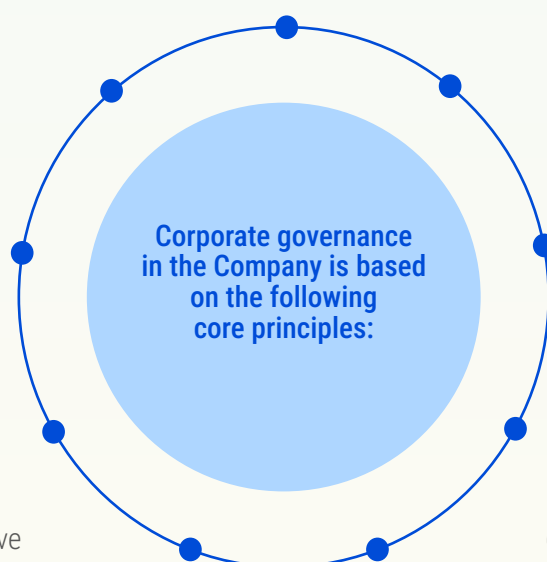 Corporate governance
in the Company is based
on the following
core principles:
ve